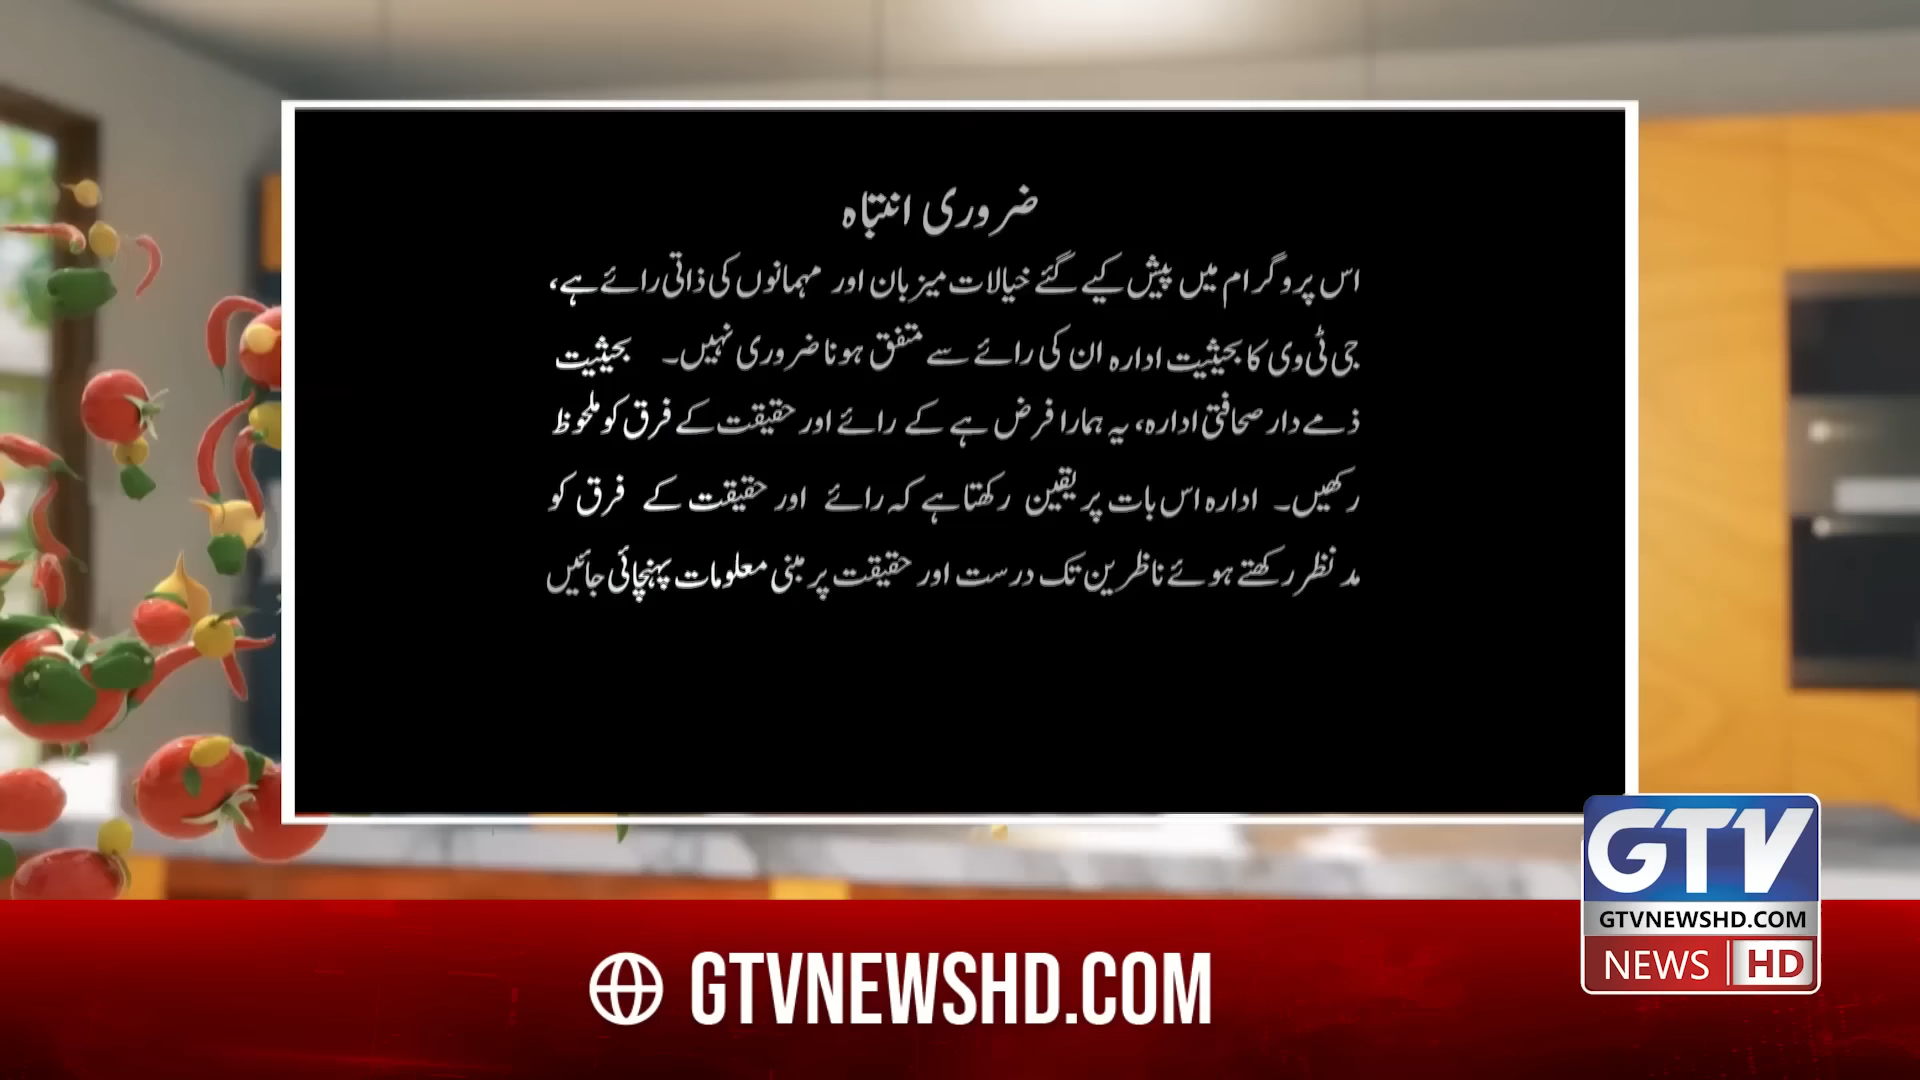 ضروری انتباہ
اس پروگرام میں پیش کیے گئے خیالات میزبان اور مہمانوں کی ذاتی رائے ہے،
جی ٹی وی کا بحیثیت ادارہ ان کی رائے سے متفق ہونا ضروری نہیں۔ بحیثیت
ذمے دار صحافتی ادارہ، یہ ہمارا فرض ہے کے رائے اور حقیقت کے فرق کو ملحوظ
رکھیں۔ ادارہ اس بات پر یقین رکھتا ہے کہ رائے اور حقیقت کے فرق کو
مد نظر رکھتے ہوئے ناظرین تک درست اور حقیقت پر مبنی معلومات پہنچائی جائیں
GTV
GTVNEWSHD.COM
NEWS HD
GTVNEWSHD.COM